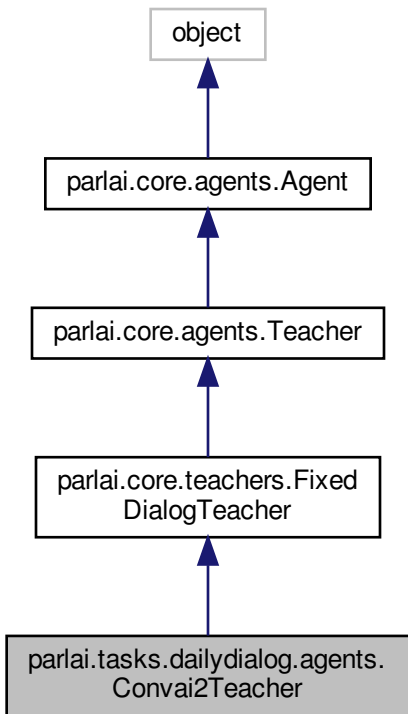 object
parlai.core.agents.Agent
parlai.core.agents.Teacher
parlai.core.teachers.Fixed
DialogTeacher
parlai.tasks.dailydialog.agents.
Convai2Teacher